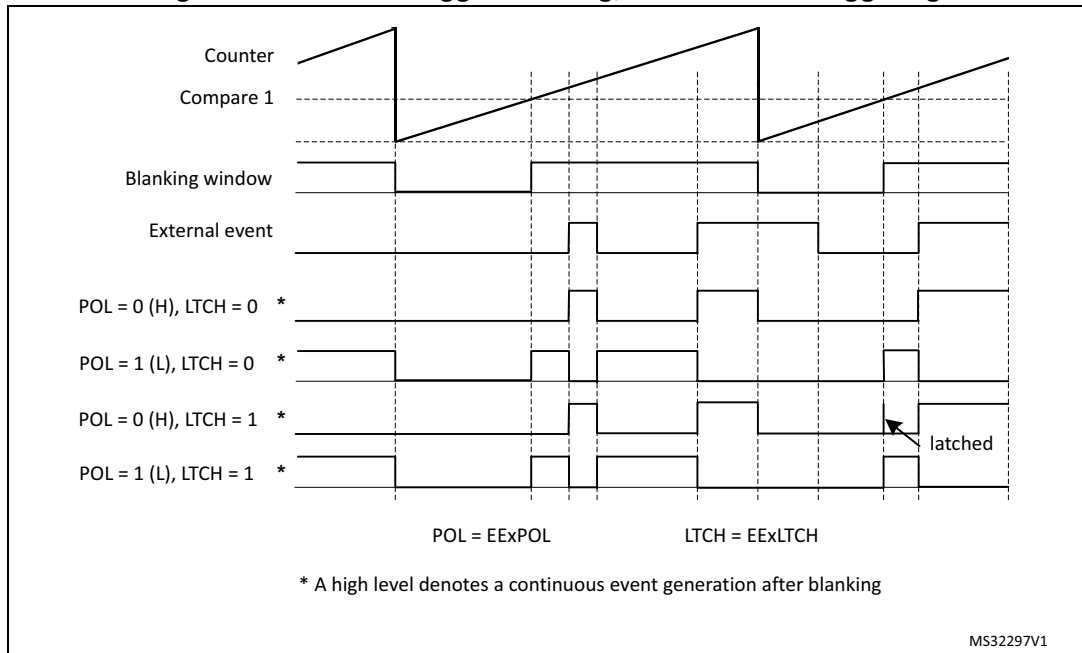 Counter
Compare 1
Blanking window
External event
POL = 0 (H), LTCH = 0 *
POL = 1 (L), LTCH = 0 *
POL = 0 (H), LTCH = 1 *
latched
POL = 1 (L), LTCH = 1 *
POL = EExPOL LTCH = EExLTCH
* A high level denotes a continuous event generation after blanking
MS32297V1